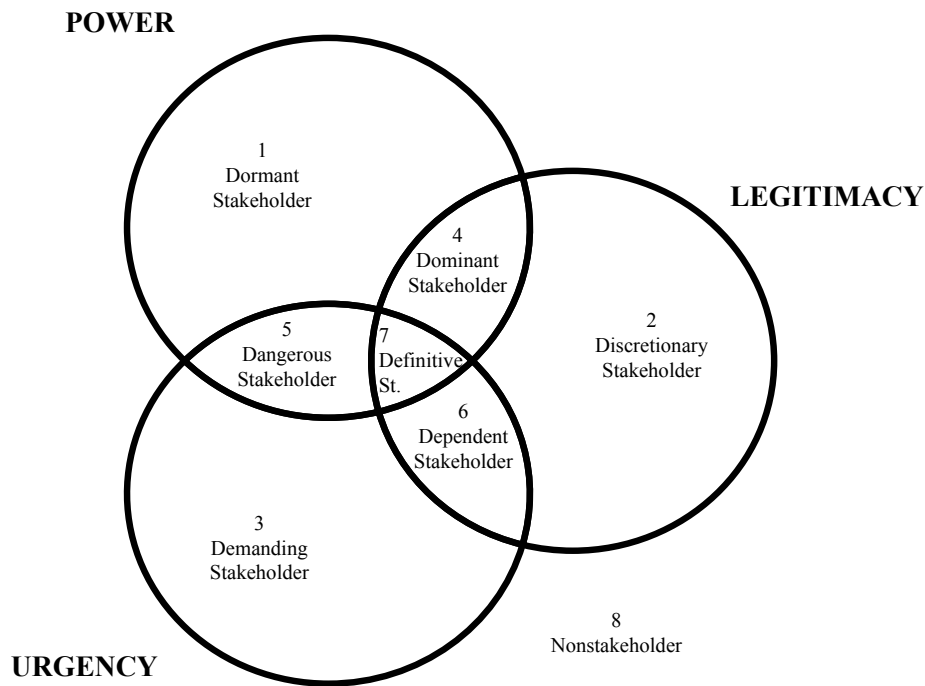 POWER
1
Dormant
Stakeholder
LEGITIMACY
4
Dominant
Stakeholder
2
Discretionary
Stakeholder
5
Dangerous
Stakeholder
7
Definitive
St.
6
Dependent
Stakeholder
3
Demanding
Stakeholder
8
Nonstakeholder
URGENCY